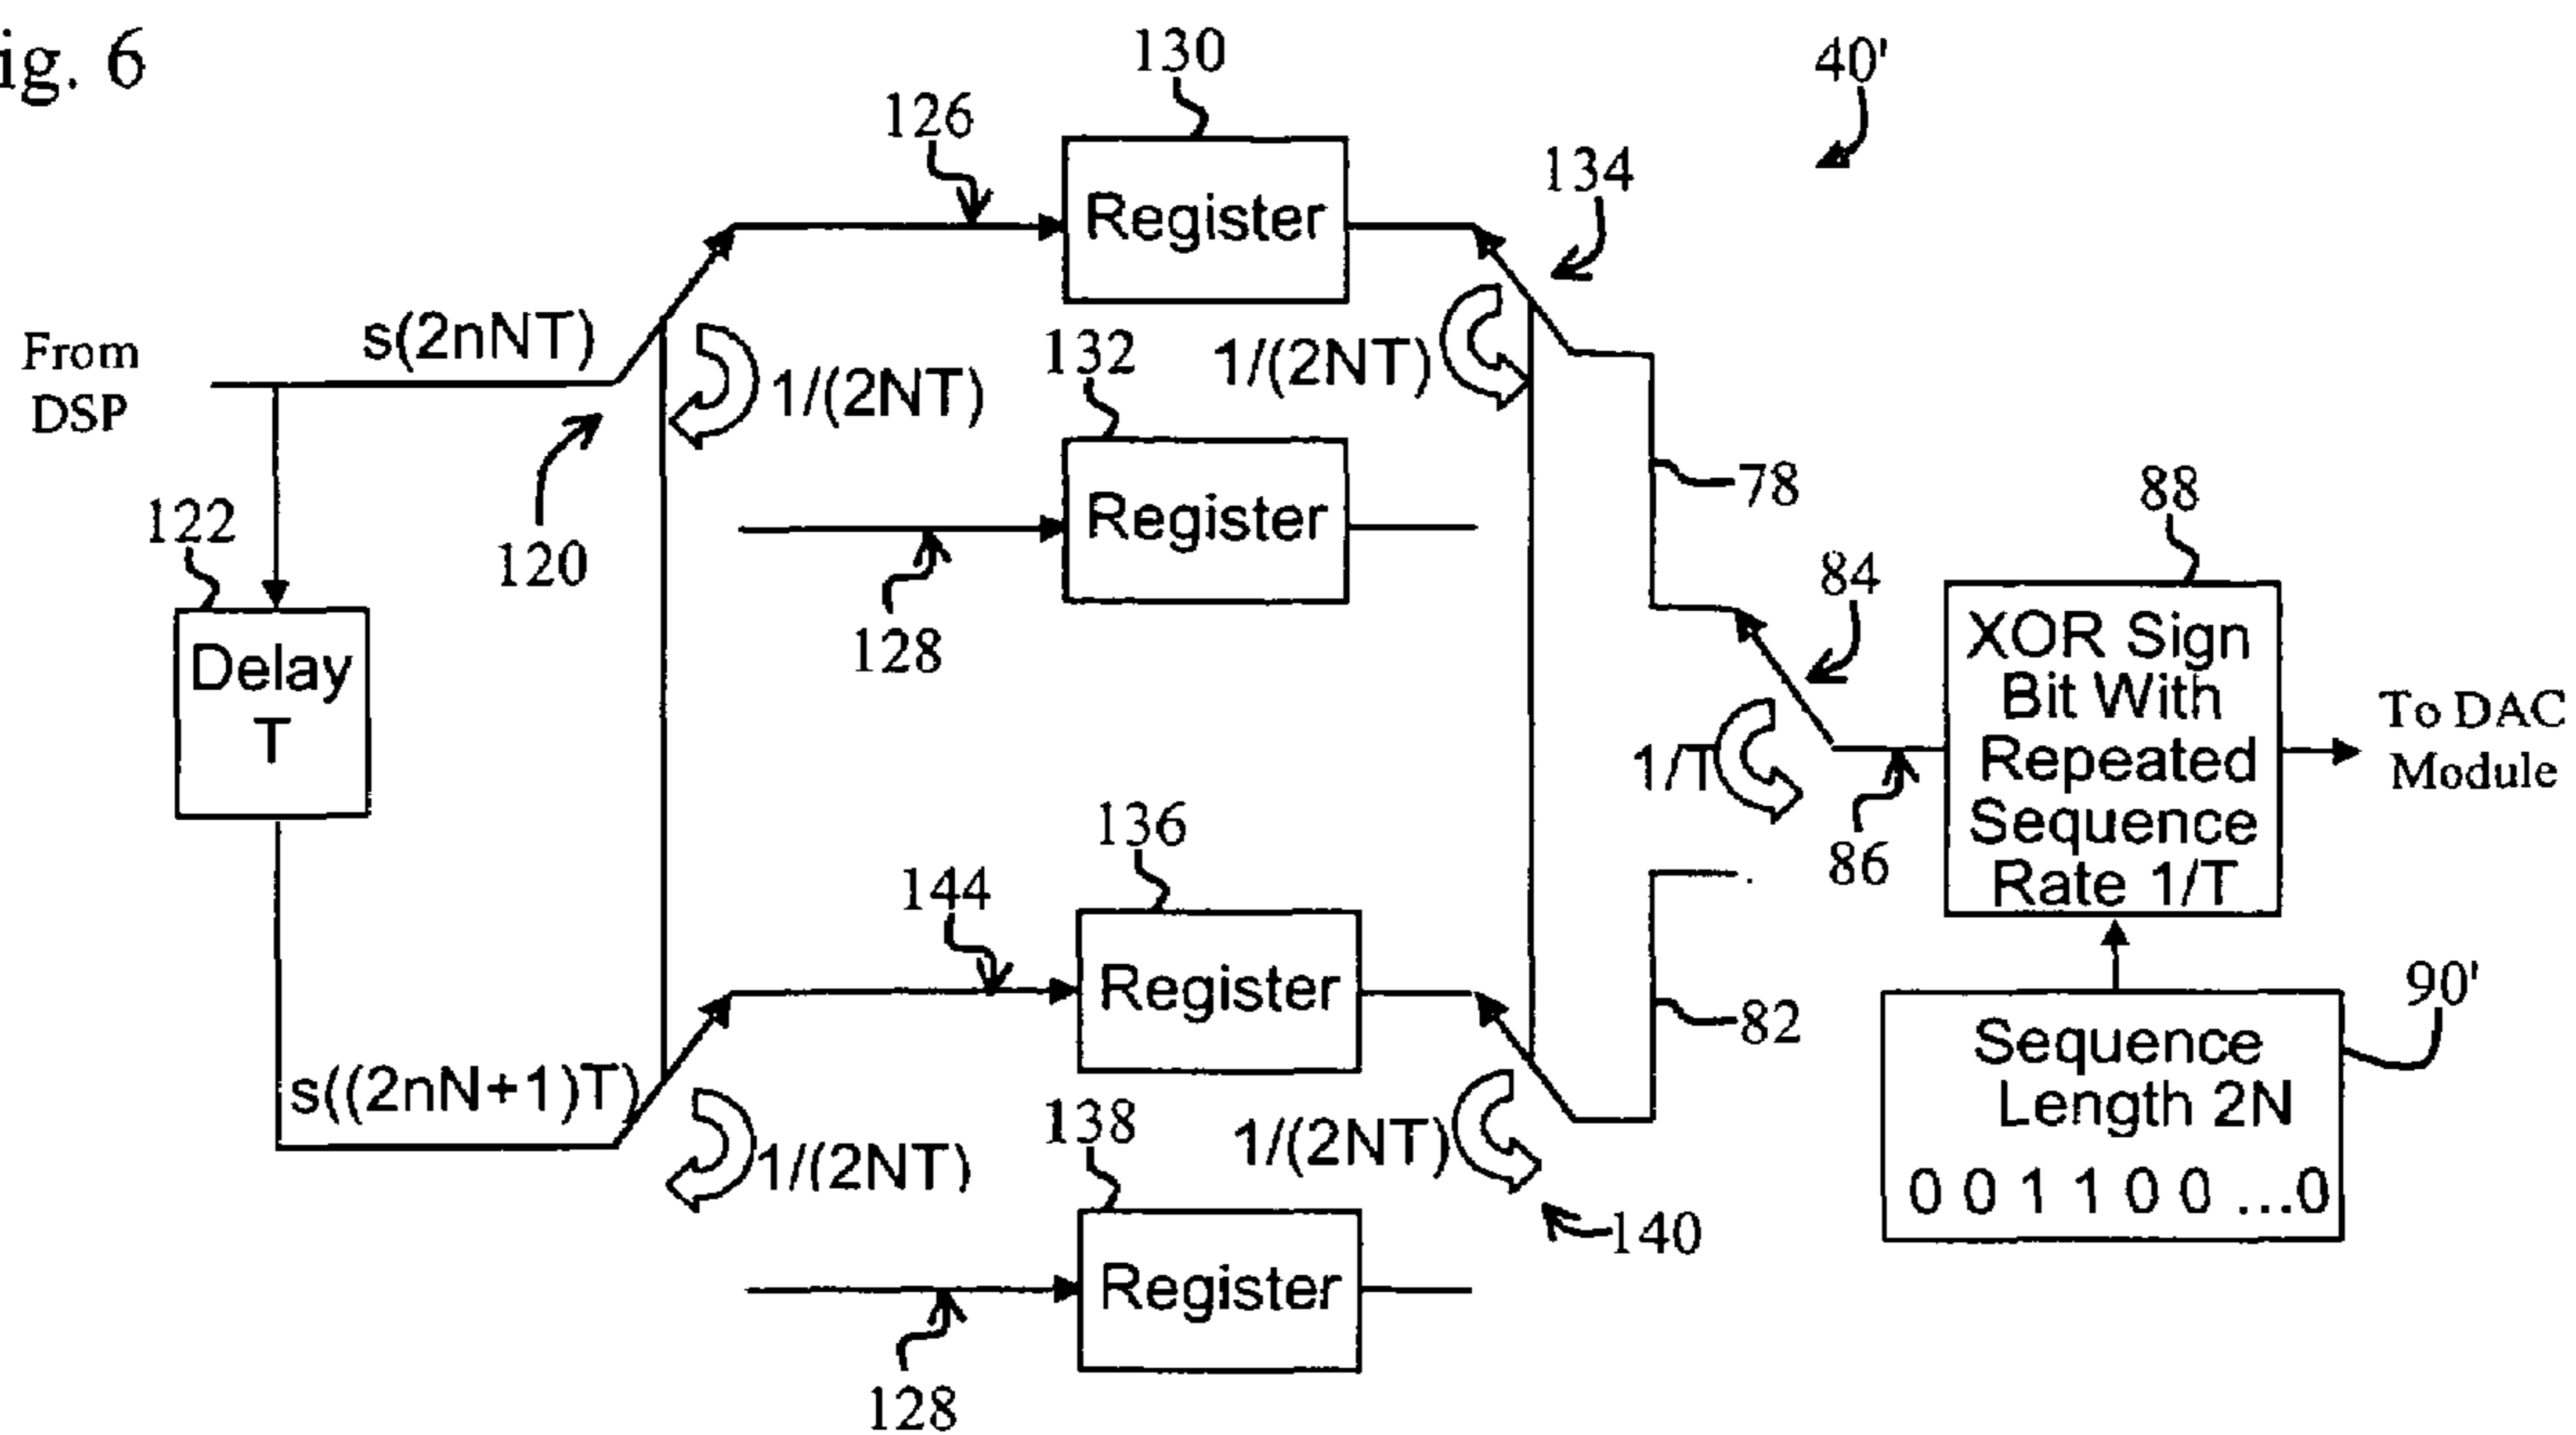 ig. 6
130
40'
126
134
Register
s(2nNT)
From
DSP
1/(2NT)
132
1/(2NT)
78
88
122
120
Register
84
128
XOR Sign
Bit With
Repeated
Sequence
Rate 1/T
Delay
T
To DAC
Module
1/T
136
86
144
Register
90'
82
Sequence
Length 2N
0 0 1 1 0 0 ...0
s((2nN+1)T)
138
1/(2NT)
1/(2NT)
140
Register
128